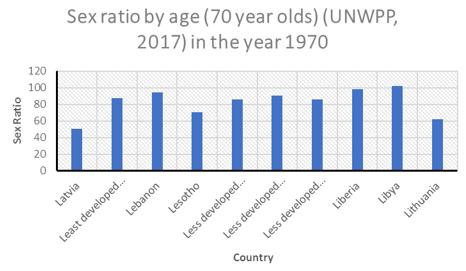 Sex ratio by age (70 year olds) (UNWPP,
2017) in the year 1970
120
100
80
60
40
20
0
Sex Ratio
Latvia
Least developed...
Lebanon
Lesotho
Less developed...
Less developed...
Less developed...
Liberia
Libya
Lithuania
Country